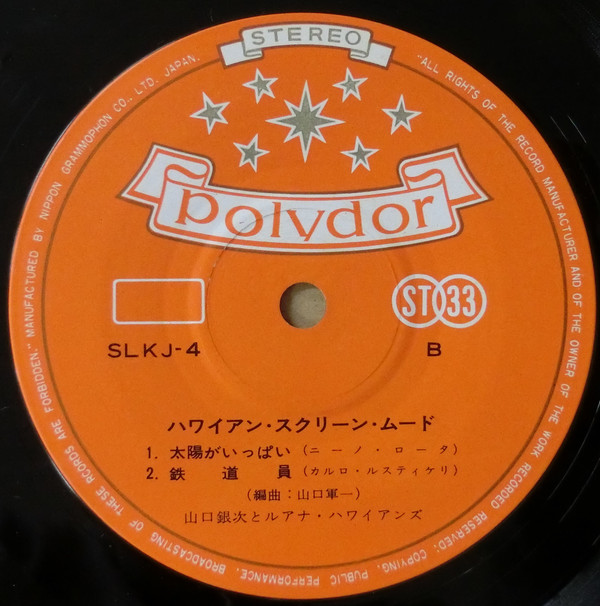 STEREO
polydor
ST 33
SLKJ-4
B
ハワイアン・スクリーン・ムード
1. 太陽がいっぱい (ニーノ・ロータ)
2. 鉄道員 (カルロ・ルスティケリ)
(編曲:山口軍一)
山口銀次とルアナ・ハワイアンズ
"ALL RIGHTS OF THE RECORD MANUFACTURER AND OF THE OWNER OF THE WORK RECORDED RESERVED; COPYING, PUBLIC PERFORMANCE, BROADCASTING OF THESE RECORDS ARE FORBIDDEN." MANUFACTURED BY NIPPON GRAMMOPHON CO., LTD. JAPAN.